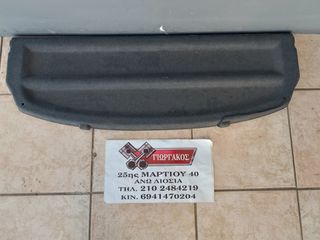 ΓΙΩΡΓΑΚΟΣ
25ης ΜΑΡΤΙΟΥ 40
ΑΝΩ ΛΙΟΣΙΑ
ΤΗΛ. 210 2484219
ΚΙΝ. 6941470204